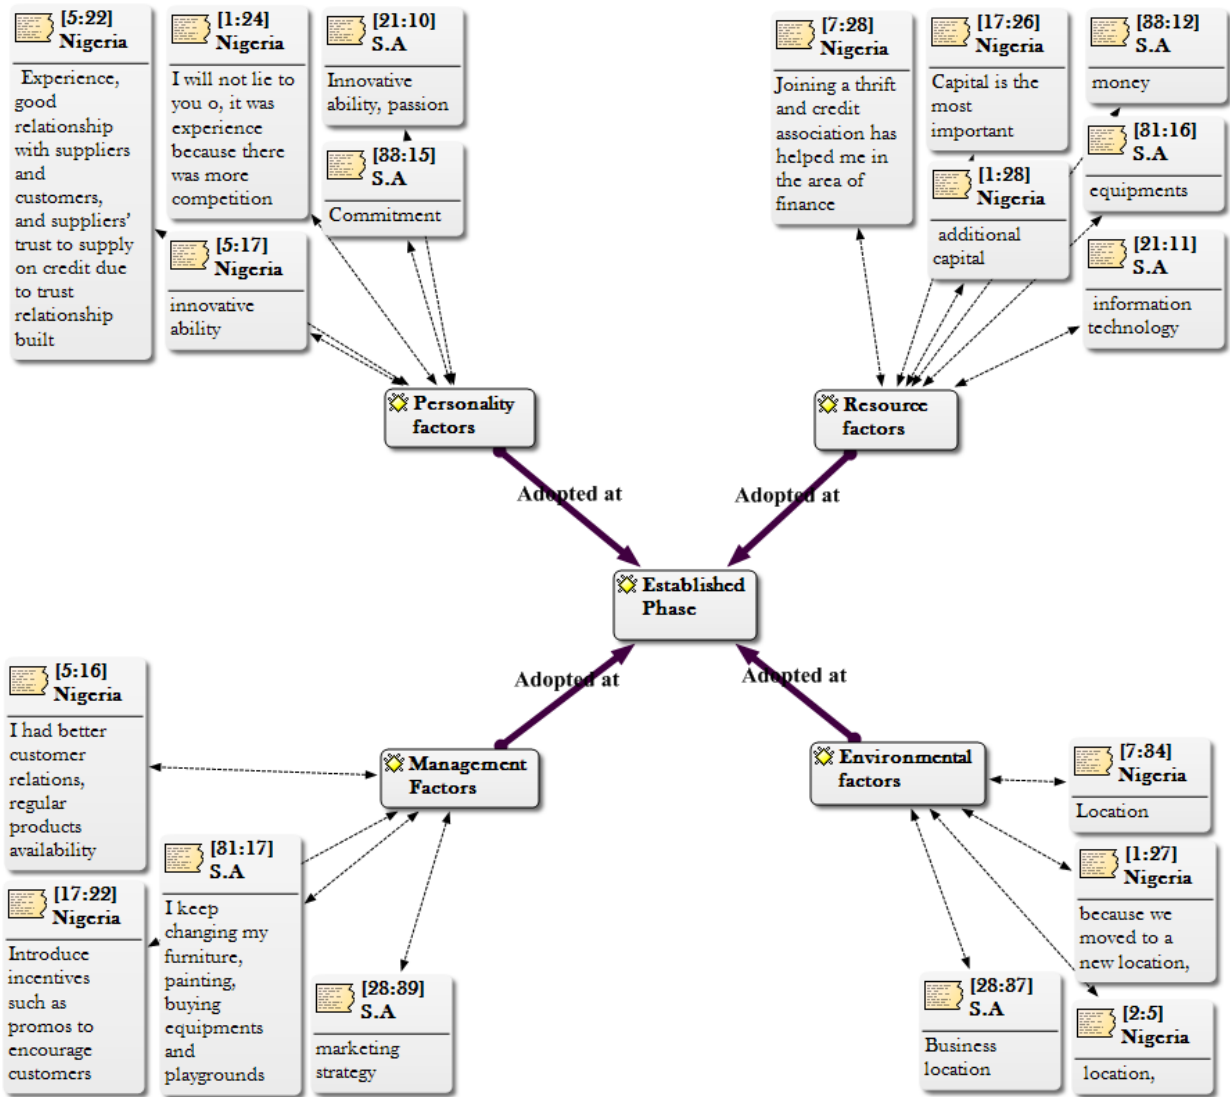 [5:22]
Nigeria
Experience,
good
relationship
with suppliers
and
customers,
and suppliers'
trust to supply
on credit due
to trust
relationship
built
[1:24]
Nigeria
I will not lie to
you o, it was
experience
because there
was more
competition
[21:10]
S.A
Innovative
ability, passion
[33:15]
S.A
Commitment
[5:17]
Nigeria
innovative
ability
[7:28]
Nigeria
Joining a thrift
and credit
association has
helped me in
the area of
finance
[17:26]
Nigeria
Capital is the
most
important
[33:12]
S.A
money
[1:28]
Nigeria
additional
capital
[31:16]
S.A
equipments
[21:11]
S.A
information
technology
Personality
factors
Resource
factors
Adopted at
Adopted at
Established
Phase
Adopted at
Adopted at
Management
Factors
Environmental
factors
[5:16]
Nigeria
I had better
customer
relations,
regular
products
availability
[17:22]
Nigeria
Introduce
incentives
such as
promos to
encourage
customers
[31:17]
S.A
I keep
changing my
furniture,
painting,
buying
equipments
and
playgrounds
[28:39]
S.A
marketing
strategy
[7:34]
Nigeria
Location
[1:27]
Nigeria
because we
moved to a
new location,
[28:37]
S.A
Business
location
[2:5]
Nigeria
location,